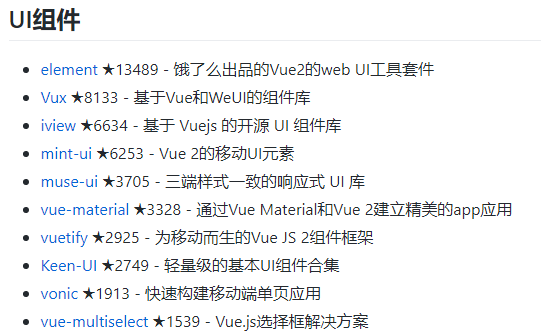 UI组件
element ★13489 - 饿了么出品的Vue2的web UI工具套件
Vux ★8133 - 基于Vue和WeUI的组件库
iview ★6634 - 基于 Vuejs 的开源 UI 组件库
mint-ui ★6253 - Vue 2的移动UI元素
muse-ui ★3705 - 三端样式一致的响应式 UI 库
vue-material ★3328 - 通过Vue Material和Vue 2建立精美的app应用
vuetify ★2925 - 为移动而生的Vue JS 2组件框架
Keen-UI ★2749 - 轻量级的基本UI组件合集
vonic ★1913 - 快速构建移动端单页应用
vue-multiselect ★1539 - Vue.js选择框解决方案